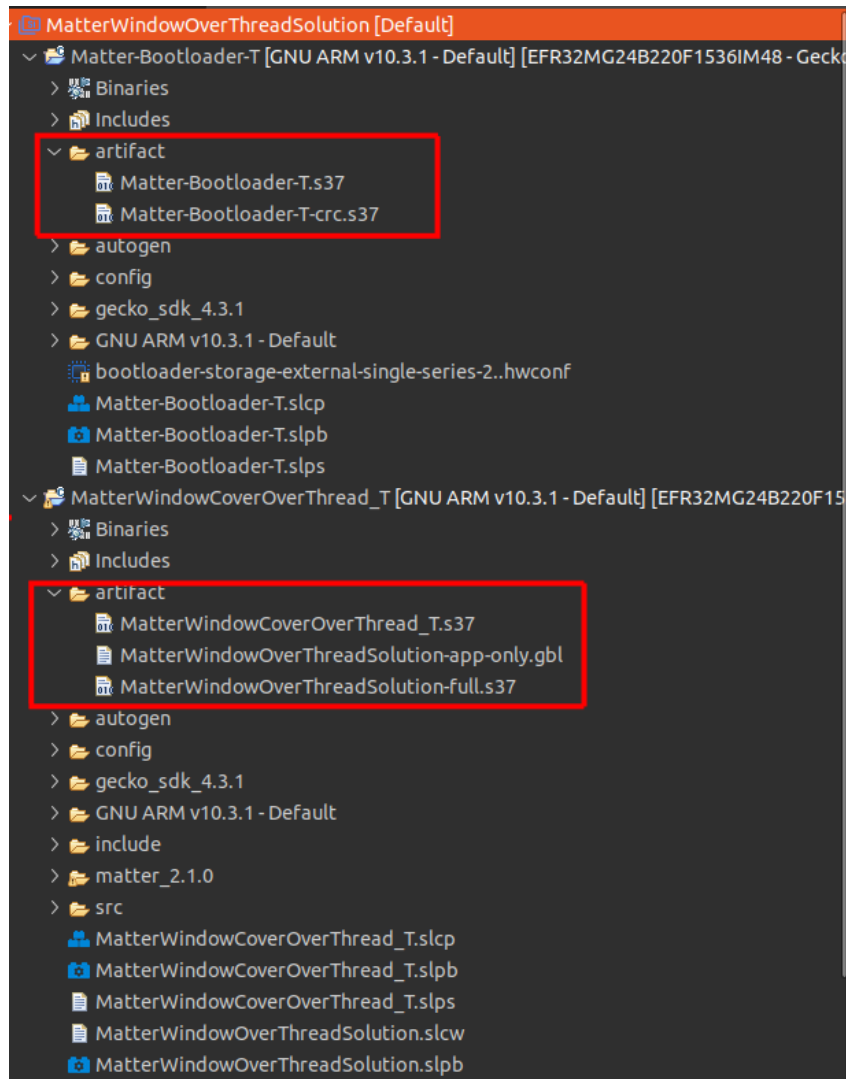 MatterWindowOverThreadSolution [Default]
Matter-Bootloader-T [GNU ARM v10.3.1 - Default] [EFR32MG24B220F1536IM48 - Gecko
Binaries
Includes
artifact
Matter-Bootloader-T.s37
Matter-Bootloader-T-crc.s37
autogen
config
gecko_sdk_4.3.1
GNU ARM v10.3.1 - Default
bootloader-storage-external-single-series-2..hwconf
Matter-Bootloader-T.slcp
Matter-Bootloader-T.slpb
Matter-Bootloader-T.slps
MatterWindowCoverOverThread_T [GNU ARM v10.3.1 - Default] [EFR32MG24B220F15
Binaries
Includes
artifact
MatterWindowCoverOverThread_T.s37
MatterWindowOverThreadSolution-app-only.gbl
MatterWindowOverThreadSolution-full.s37
autogen
config
gecko_sdk_4.3.1
GNU ARM v10.3.1 - Default
include
matter_2.1.0
src
MatterWindowCoverOverThread_T.slcp
MatterWindowCoverOverThread_T.slpb
MatterWindowCoverOverThread_T.slps
MatterWindowOverThreadSolution.slcw
MatterWindowOverThreadSolution.slpb